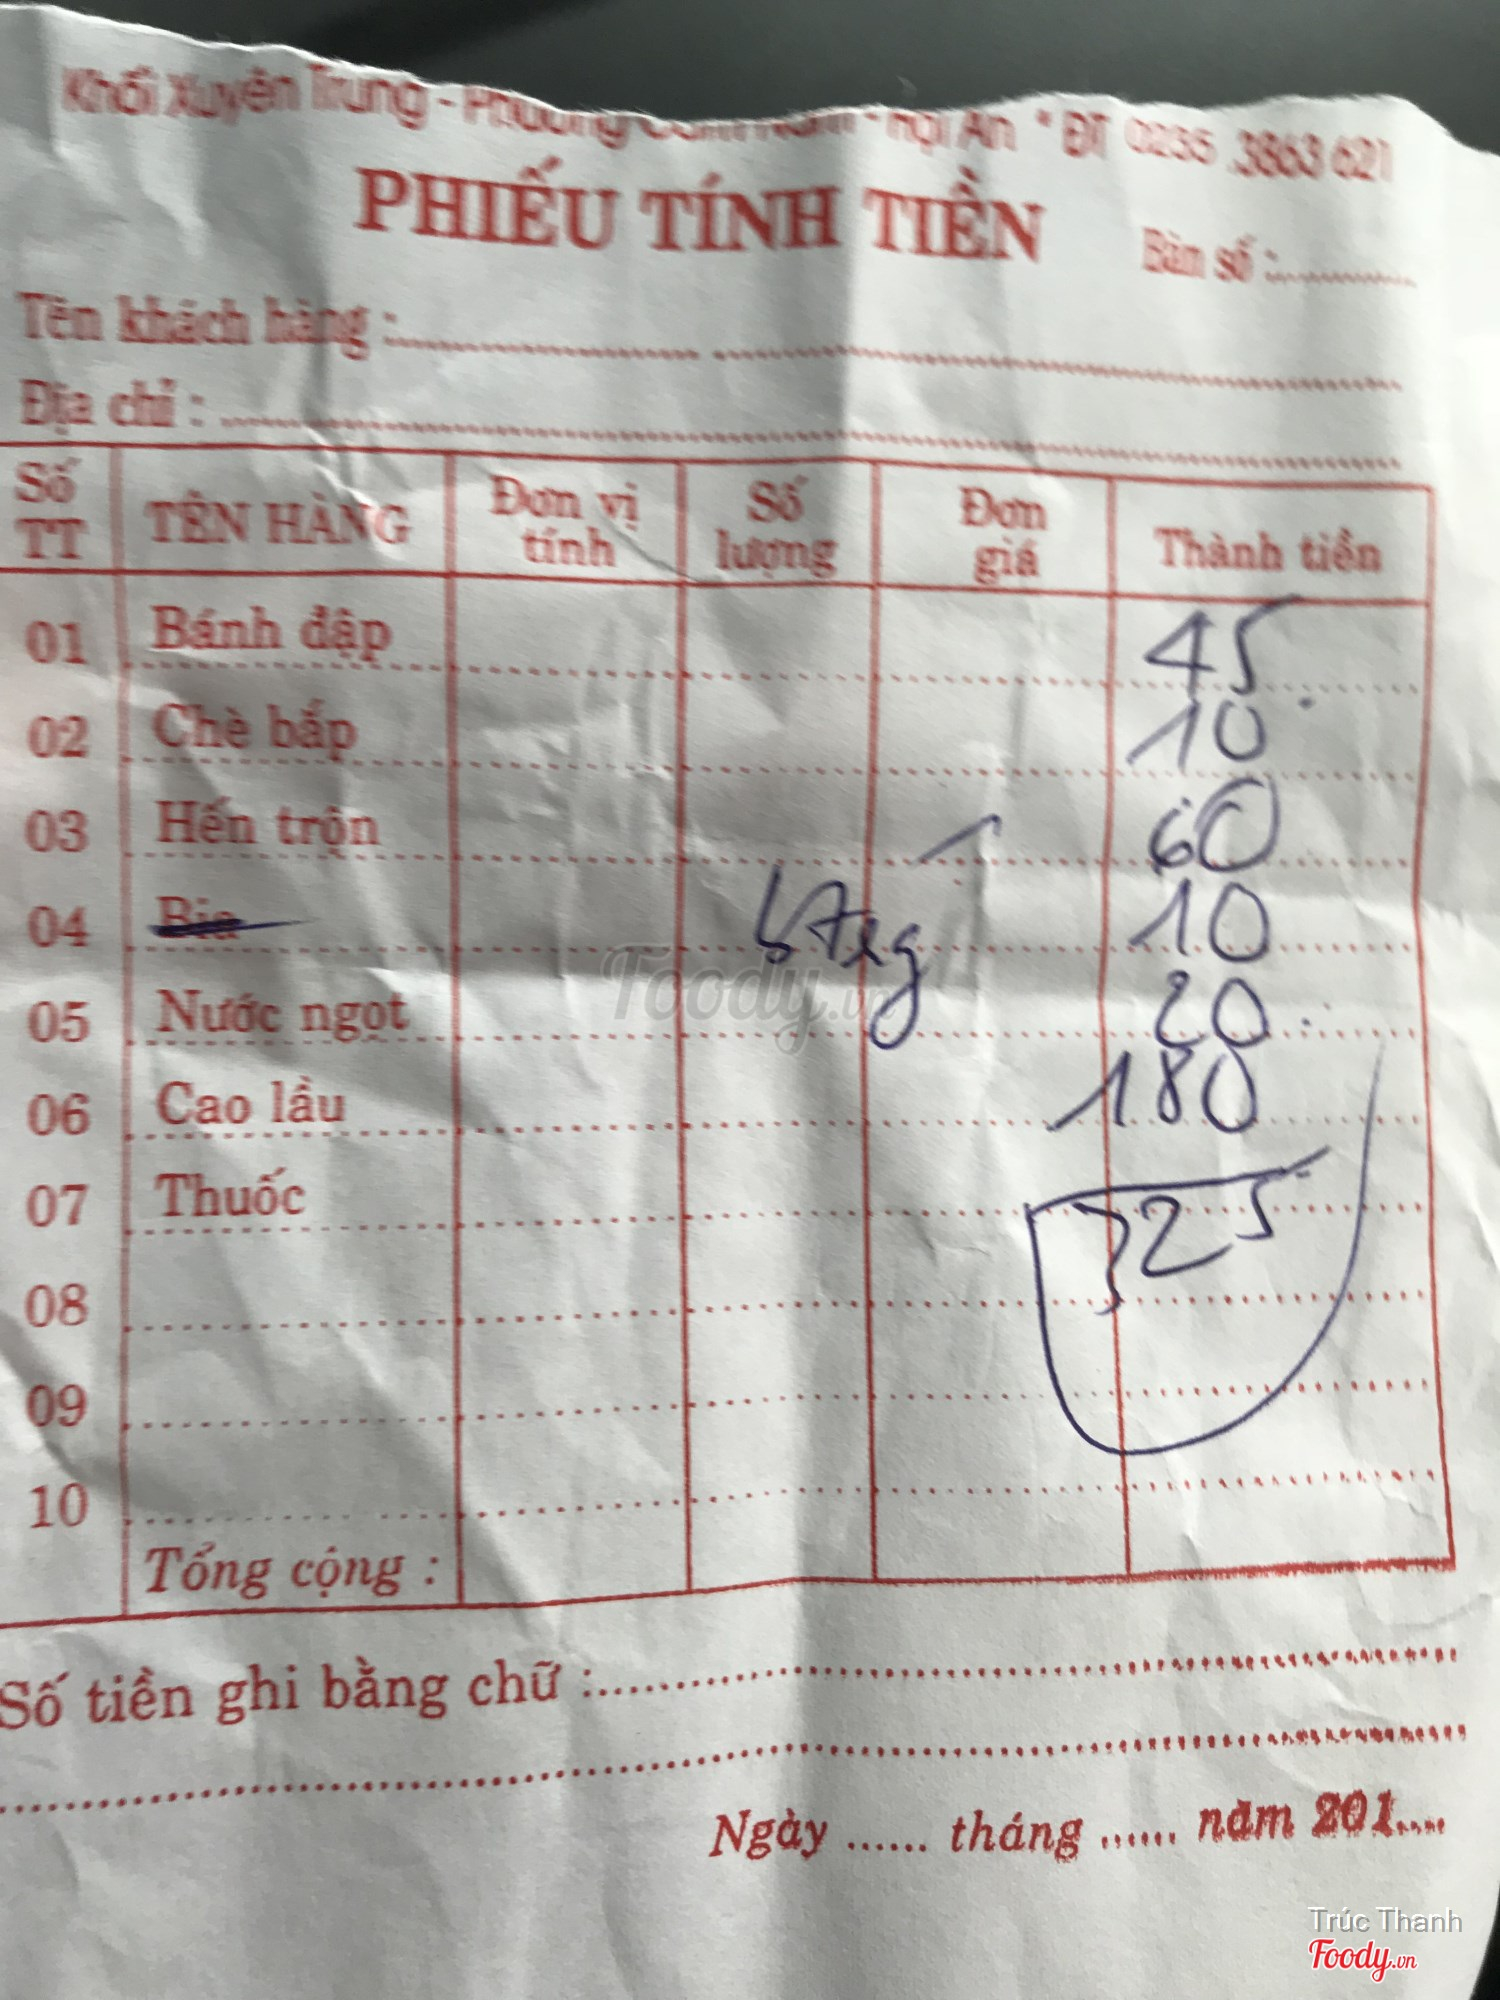 Khối Xuyên Trung - Phường Cẩm Nam - Hội An * ĐT 0235 .3863 621
PHIẾU TÍNH TIỀN
Bàn số :
Tên khách hàng :
Địa chỉ :
Số TT TÊN HÀNG Đơn vị tính Số lượng Đơn giá Thành tiền
01 Bánh đập 45
02 Chè bắp 10
03 Hến trộn 60
04 Bia 10
05 Nước ngọt 20
06 Cao lầu 180
07 Thuốc 325
08
09
10
Tổng cộng :
Số tiền ghi bằng chữ :
Ngày ...... tháng ...... năm 201....
Foody.vn
Trúc Thanh
Foody.vn